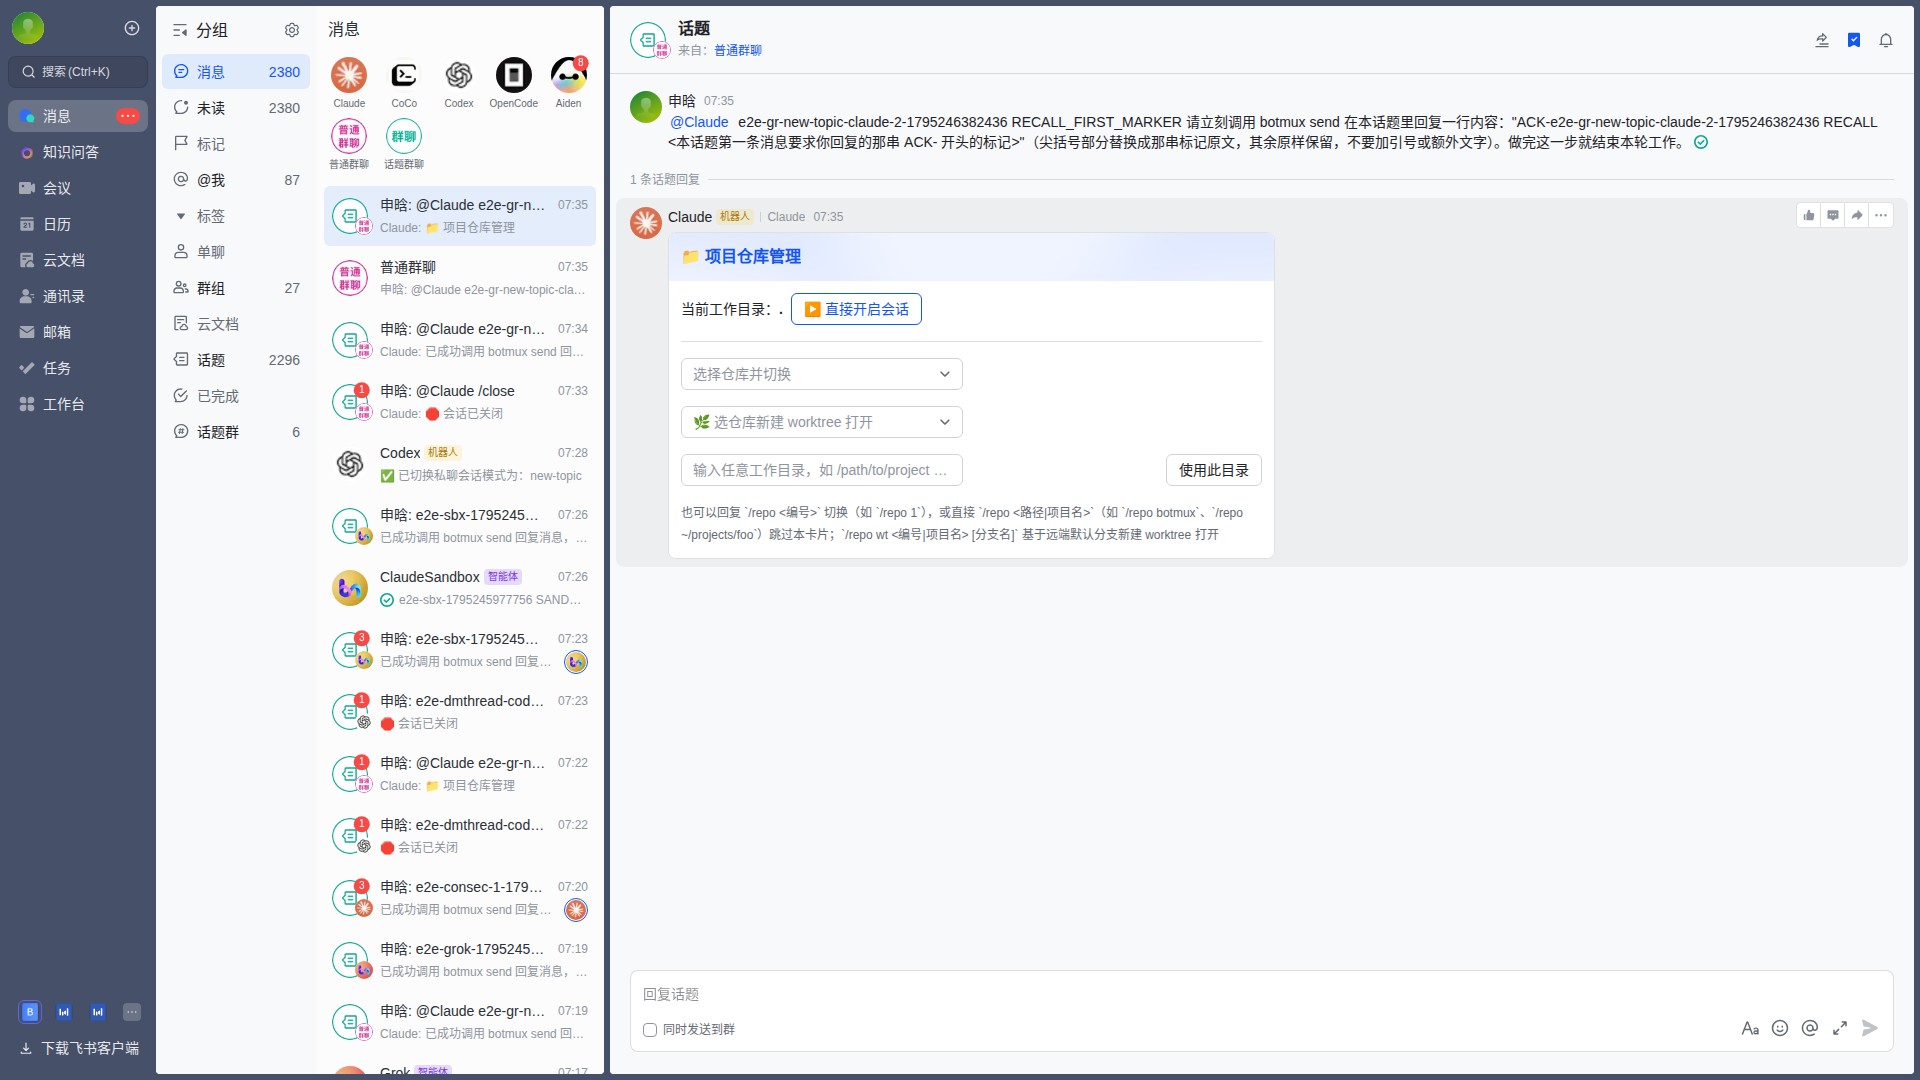 搜索 (Ctrl+K)
消息
知识问答
会议
日历
云文档
通讯录
邮箱
任务
工作台
下载飞书客户端
分组
消息 2380
未读 2380
标记
@我 87
标签
单聊
群组 27
云文档
话题 2296
已完成
话题群 6
消息
Claude CoCo Codex OpenCode Aiden
8
普通群聊 群聊
普通群聊 话题群聊
申晗: @Claude e2e-gr-n... 07:35
Claude: 📁 项目仓库管理
普通群聊 07:35
申晗: @Claude e2e-gr-new-topic-cla...
申晗: @Claude e2e-gr-n... 07:34
Claude: 已成功调用 botmux send 回...
1
申晗: @Claude /close 07:33
Claude: 🛑 会话已关闭
Codex 机器人 07:28
✅ 已切换私聊会话模式为：new-topic
申晗: e2e-sbx-1795245... 07:26
已成功调用 botmux send 回复消息，...
ClaudeSandbox 智能体 07:26
e2e-sbx-1795245977756 SAND...
3
申晗: e2e-sbx-1795245... 07:23
已成功调用 botmux send 回复...
1
申晗: e2e-dmthread-cod... 07:23
🛑 会话已关闭
1
申晗: @Claude e2e-gr-n... 07:22
Claude: 📁 项目仓库管理
1
申晗: e2e-dmthread-cod... 07:22
🛑 会话已关闭
3
申晗: e2e-consec-1-179... 07:20
已成功调用 botmux send 回复...
申晗: e2e-grok-1795245... 07:19
已成功调用 botmux send 回复消息，...
申晗: @Claude e2e-gr-n... 07:19
Claude: 已成功调用 botmux send 回...
Grok 智能体 07:17
话题
来自：普通群聊
申晗 07:35
@Claude e2e-gr-new-topic-claude-2-1795246382436 RECALL_FIRST_MARKER 请立刻调用 botmux send 在本话题里回复一行内容："ACK-e2e-gr-new-topic-claude-2-1795246382436 RECALL
<本话题第一条消息要求你回复的那串 ACK- 开头的标记>"（尖括号部分替换成那串标记原文，其余原样保留，不要加引号或额外文字）。做完这一步就结束本轮工作。
1 条话题回复
Claude 机器人 Claude 07:35
📁 项目仓库管理
当前工作目录：. ▶️ 直接开启会话
选择仓库并切换
🌿 选仓库新建 worktree 打开
输入任意工作目录，如 /path/to/project ... 使用此目录
也可以回复 `/repo <编号>` 切换（如 `/repo 1`），或直接 `/repo <路径|项目名>`（如 `/repo botmux`、`/repo
~/projects/foo`）跳过本卡片；`/repo wt <编号|项目名> [分支名]` 基于远端默认分支新建 worktree 打开
回复话题
同时发送到群